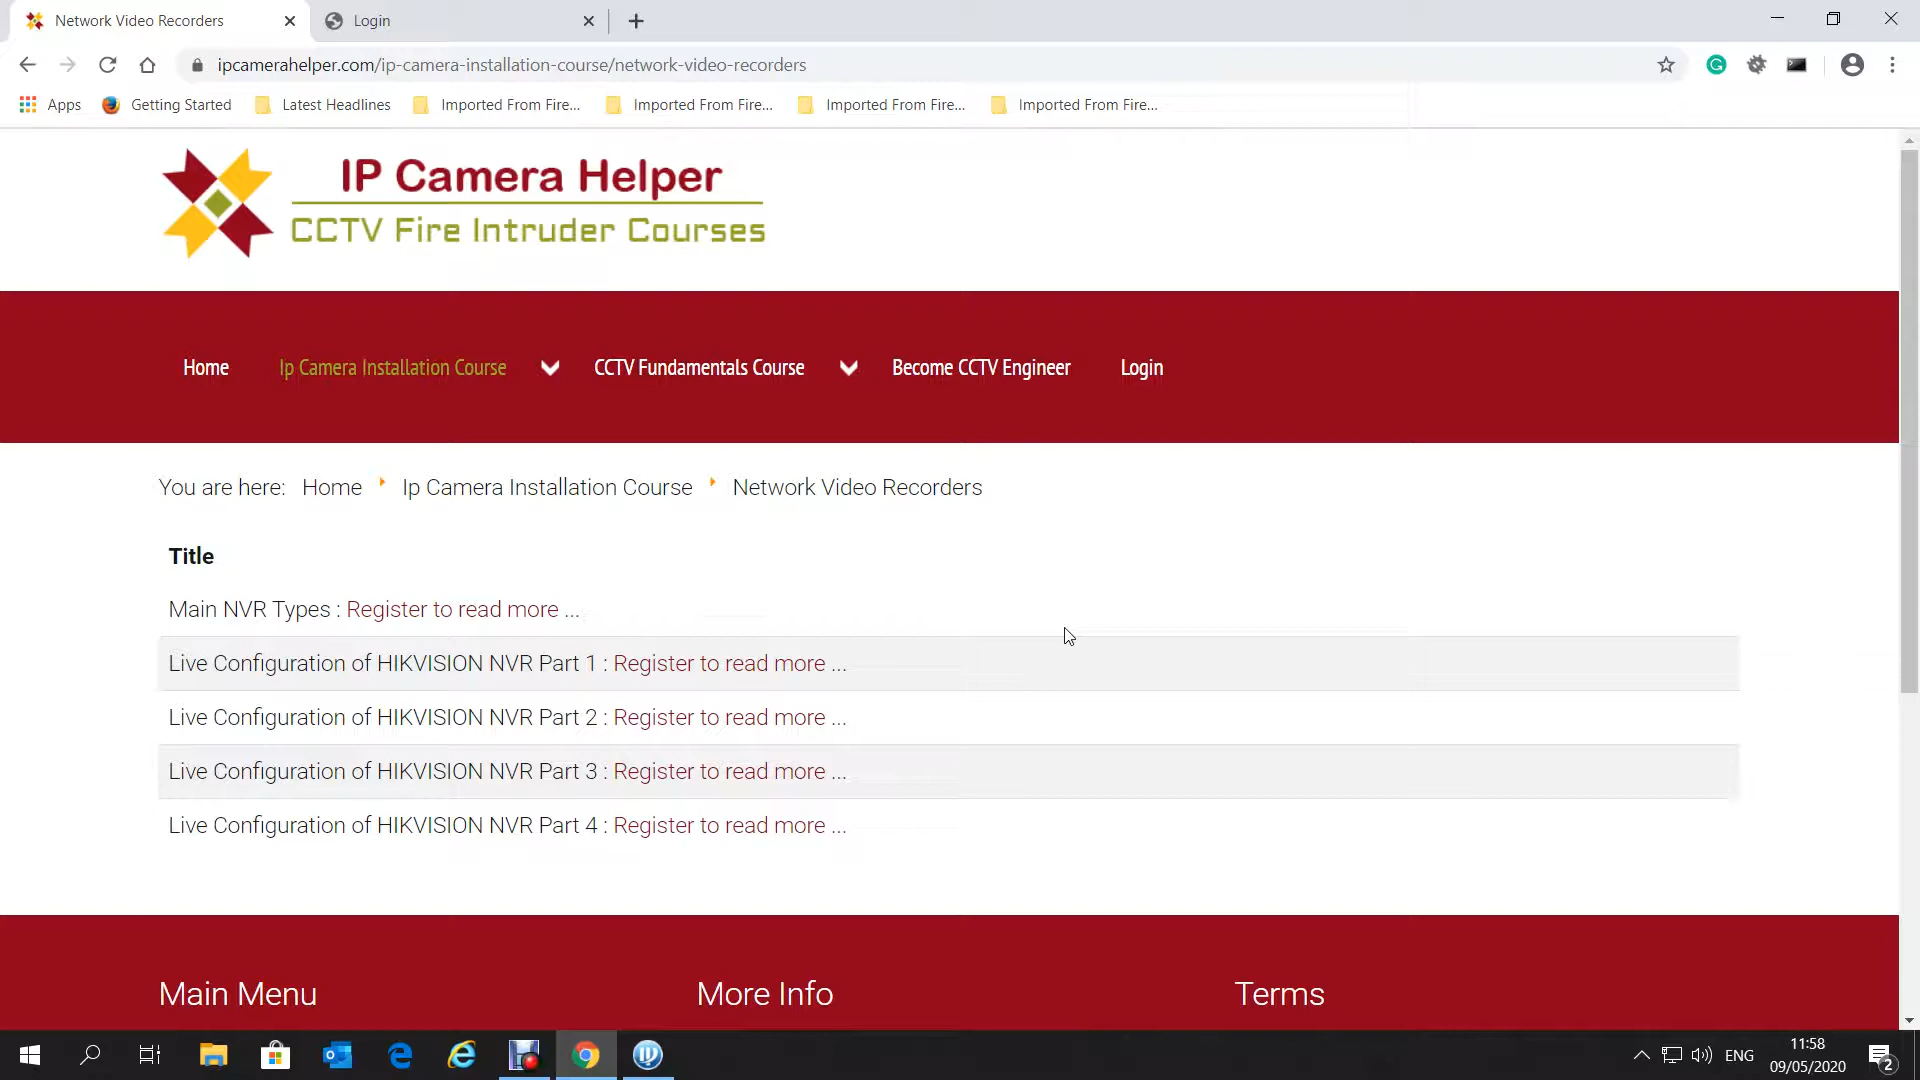 Network Video Recorders
Login
ipcamerahelper.com/ip-camera-installation-course/network-video-recorders
Apps
Getting Started
Latest Headlines
Imported From Fire...
Imported From Fire...
Imported From Fire...
Imported From Fire...
IP Camera Helper
CCTV Fire Intruder Courses
Home
Ip Camera Installation Course
CCTV Fundamentals Course
Become CCTV Engineer
Login
You are here: Home Ip Camera Installation Course Network Video Recorders
Title
Main NVR Types : Register to read more ...
Live Configuration of HIKVISION NVR Part 1 : Register to read more ...
Live Configuration of HIKVISION NVR Part 2 : Register to read more ...
Live Configuration of HIKVISION NVR Part 3 : Register to read more ...
Live Configuration of HIKVISION NVR Part 4 : Register to read more ...
Main Menu
More Info
Terms
ENG
11:58
09/05/2020
2